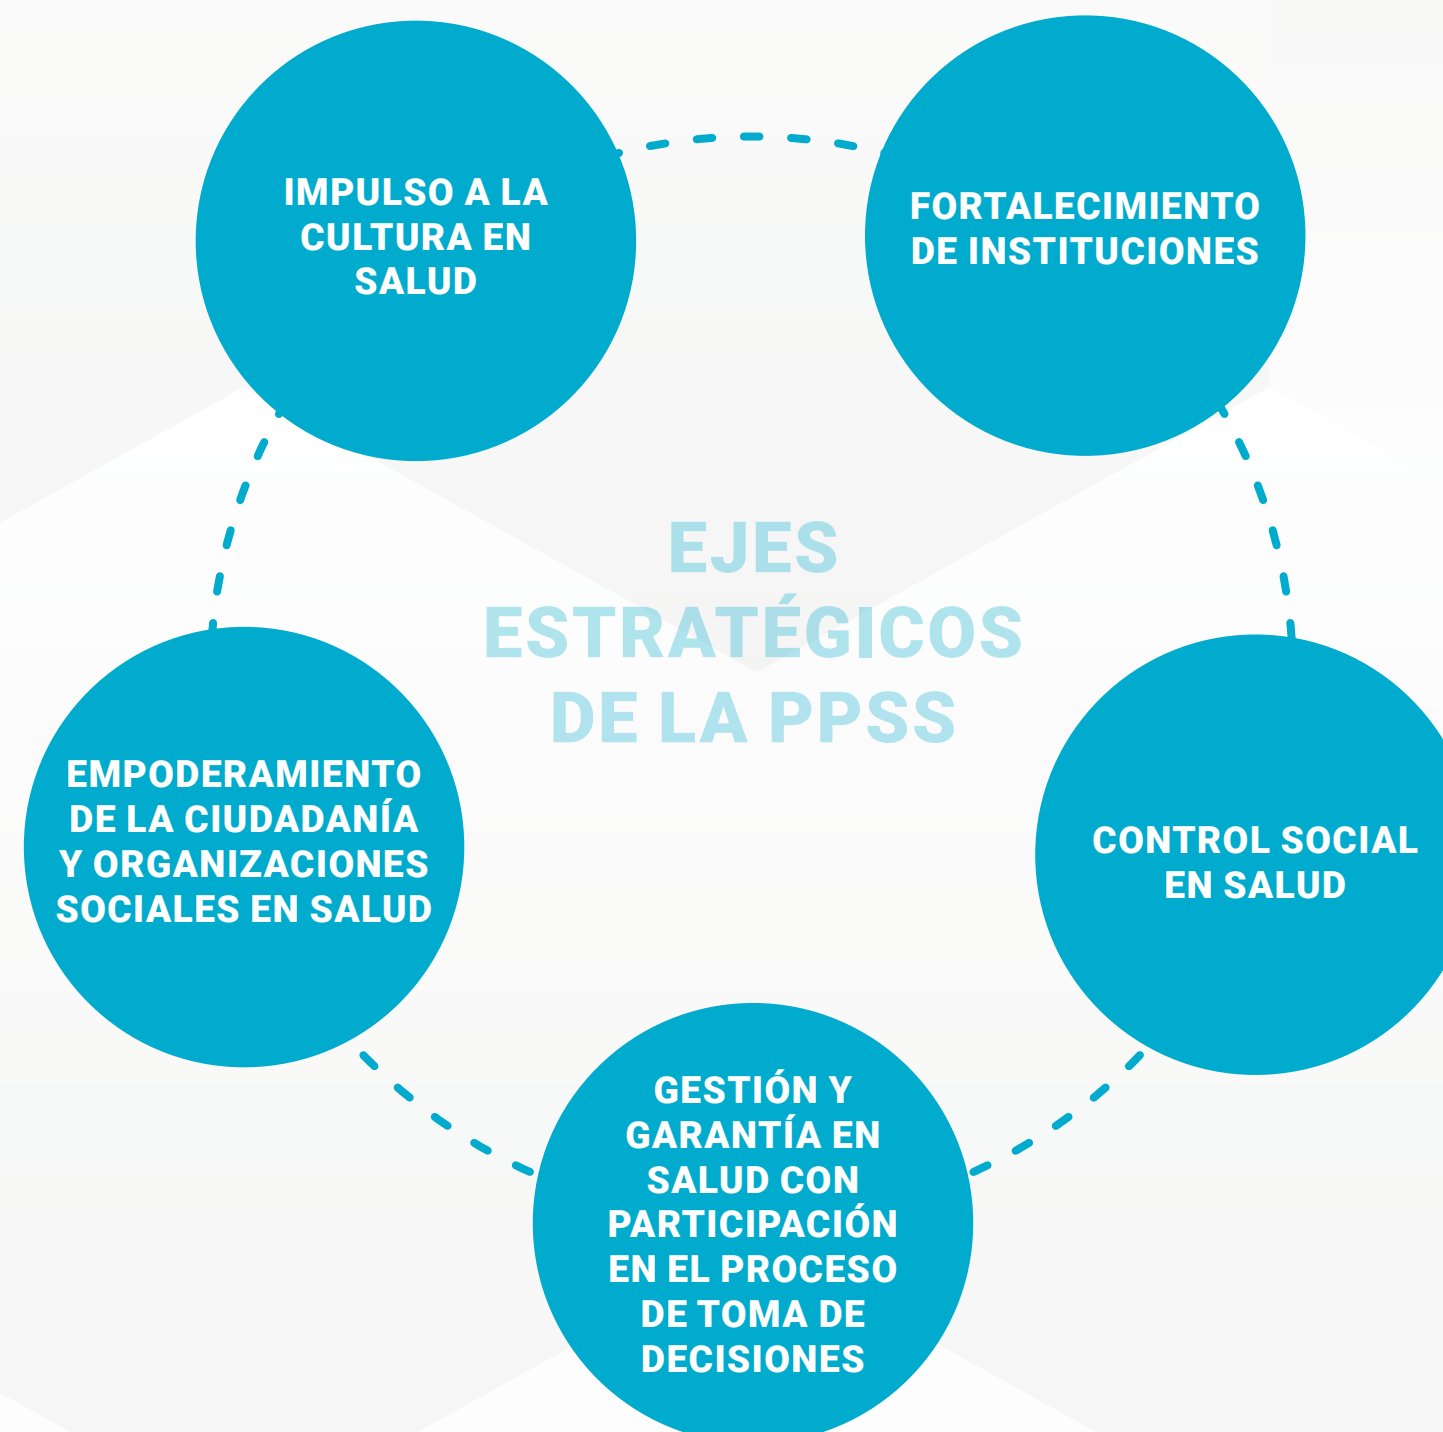 IMPULSO A LA
CULTURA EN
SALUD
FORTALECIMIENTO
DE INSTITUCIONES
EJES
ESTRATÉGICOS
DE LA PPSS
EMPODERAMIENTO
DE LA CIUDADANÍA
Y ORGANIZACIONES
SOCIALES EN SALUD
CONTROL SOCIAL
EN SALUD
GESTIÓN Y
GARANTÍA EN
SALUD CON
PARTICIPACIÓN
EN EL PROCESO
DE TOMA DE
DECISIONES